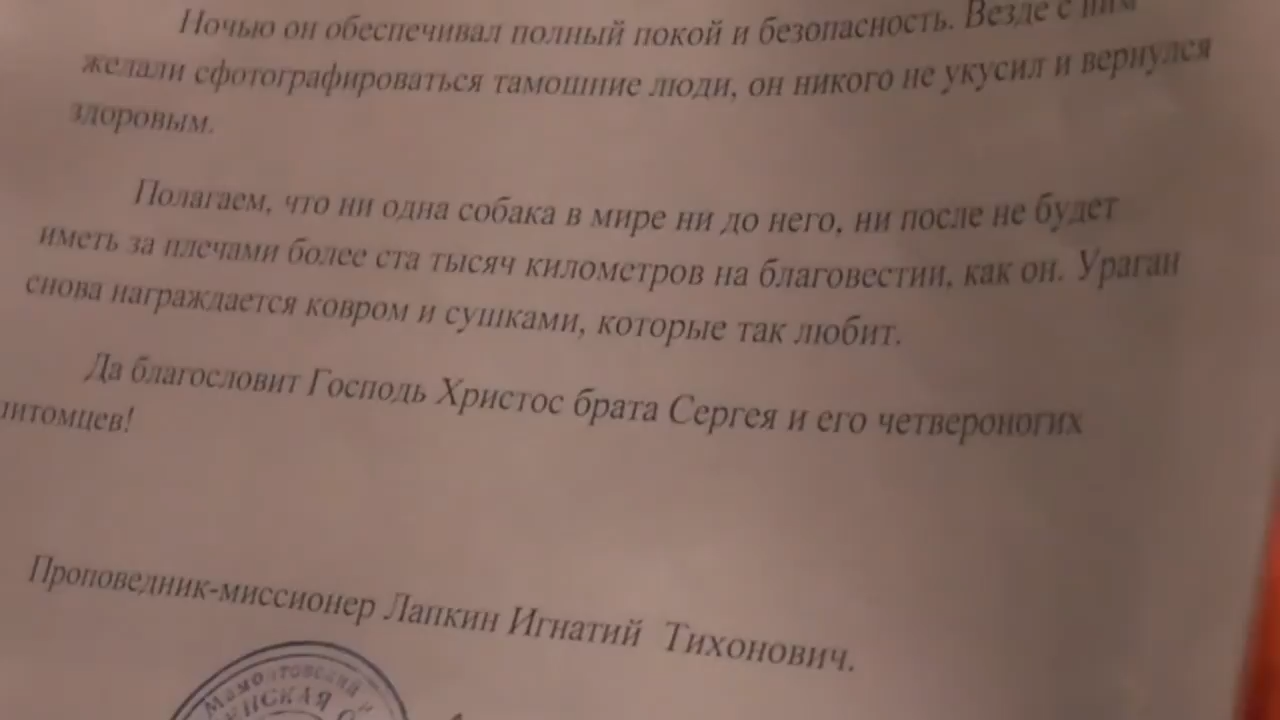 Ночью он обеспечивал полный покой и безопасность. Везде с ним
желали сфотографироваться тамошние люди, он никого не укусил и вернулся
здоровым.
Полагаем, что ни одна собака в мире ни до него, ни после не будет
иметь за плечами более ста тысяч километров на благовестии, как он. Ураган
снова награждается ковром и сушками, которые так любит.
Да благословит Господь Христос брата Сергея и его четвероногих
питомцев!
Проповедник-миссионер Лапкин Игнатий Тихонович.
Мамонтовский